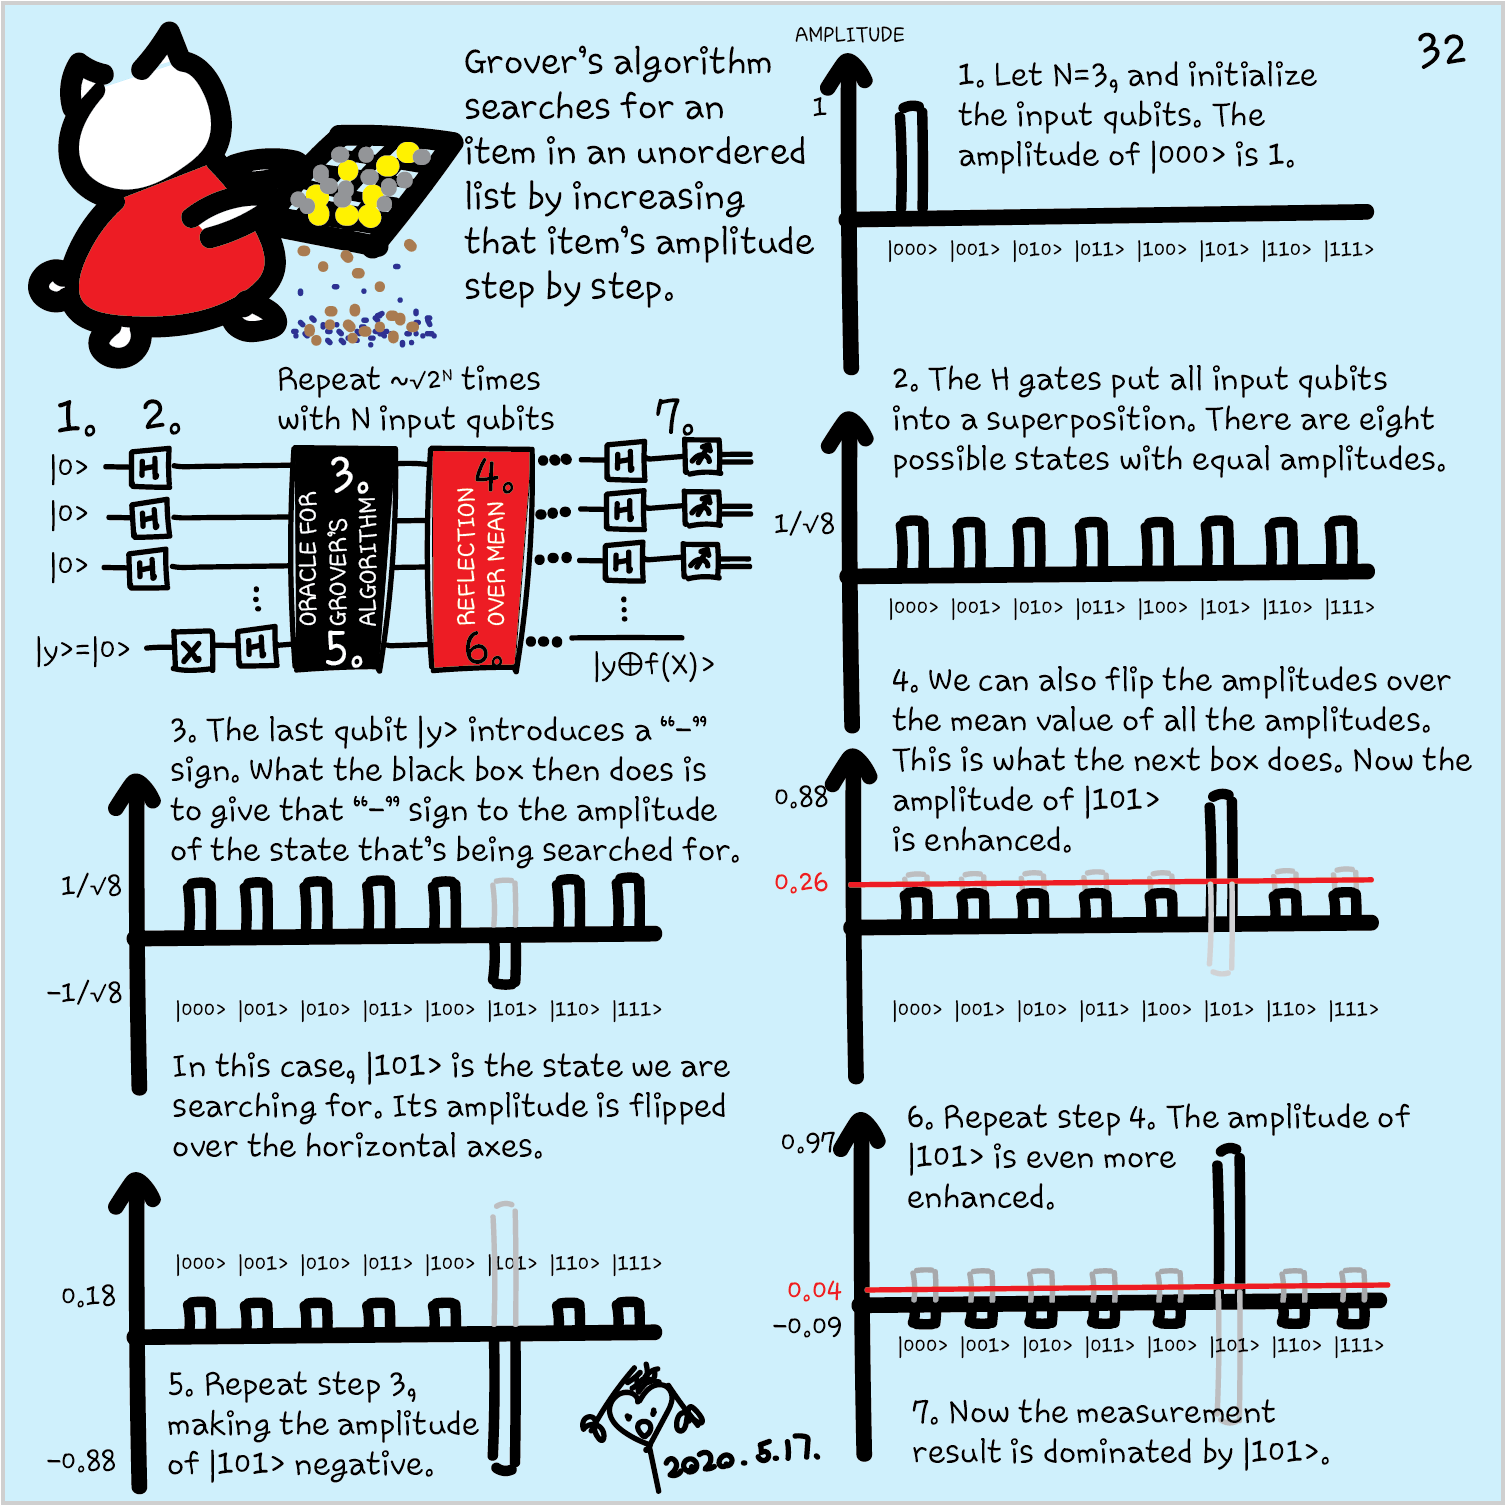 32
Grover's algorithm
searches for an
item in an unordered
list by increasing
that item's amplitude
step by step.
AMPLITUDE
1
1. Let N=3, and initialize
the input qubits. The
amplitude of |000> is 1.
|000> |001> |010> |011> |100> |101> |110> |111>
Repeat ~√2ᴺ times
with N input qubits
1. 2. 7.
|0> H H
|0> H H
|0> H H
|y>=|0> X H
3.
ORACLE FOR
GROVER'S
ALGORITHM
5.
4.
REFLECTION
OVER MEAN
6.
|y⊕f(X)>
2. The H gates put all input qubits
into a superposition. There are eight
possible states with equal amplitudes.
1/√8
|000> |001> |010> |011> |100> |101> |110> |111>
3. The last qubit |y> introduces a “-”
sign. What the black box then does is
to give that “-” sign to the amplitude
of the state that's being searched for.
1/√8
-1/√8
|000> |001> |010> |011> |100> |101> |110> |111>
In this case, |101> is the state we are
searching for. Its amplitude is flipped
over the horizontal axes.
4. We can also flip the amplitudes over
the mean value of all the amplitudes.
This is what the next box does. Now the
amplitude of |101>
is enhanced.
0.88
0.26
|000> |001> |010> |011> |100> |101> |110> |111>
|000> |001> |010> |011> |100> |101> |110> |111>
0.18
-0.88
5. Repeat step 3,
making the amplitude
of |101> negative.
6. Repeat step 4. The amplitude of
|101> is even more
enhanced.
0.97
0.04
-0.09
|000> |001> |010> |011> |100> |101> |110> |111>
7. Now the measurement
result is dominated by |101>.
2020.5.17.